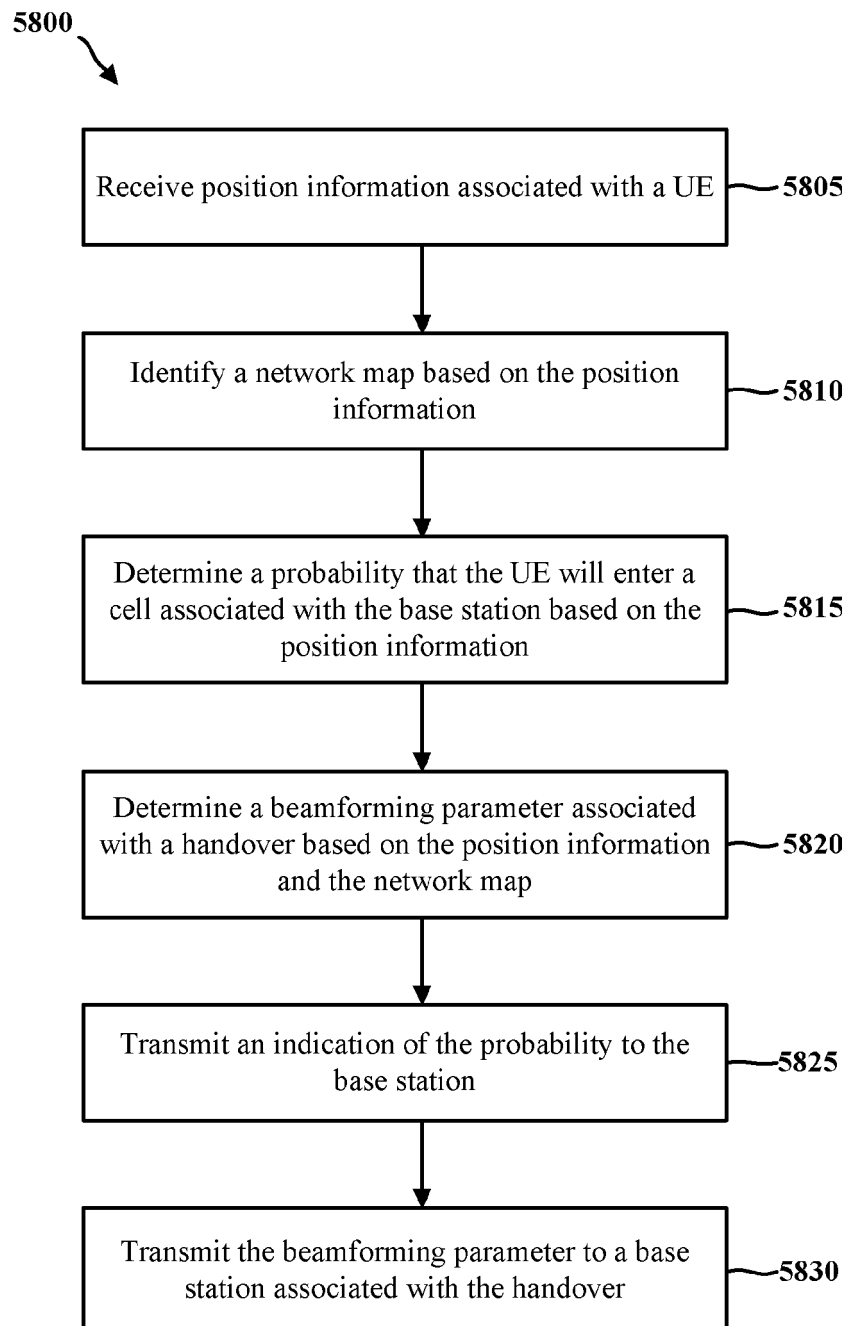 5800
Receive position information associated with a UE
5805
Identify a network map based on the position
information
5810
Determine a probability that the UE will enter a
cell associated with the base station based on the
position information
5815
Determine a beamforming parameter associated
with a handover based on the position information
and the network map
5820
Transmit an indication of the probability to the
base station
5825
Transmit the beamforming parameter to a base
station associated with the handover
5830